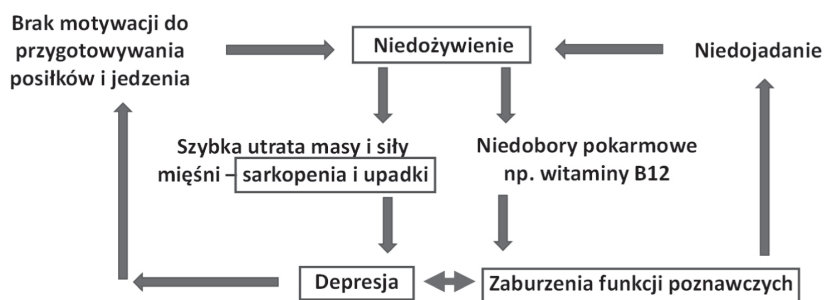 Brak motywacji do
przygotowywania
posiłków i jedzenia
Niedożywienie
Niedojadanie
Szybka utrata masy i siły
mięśni – sarkopenia i upadki
Niedobory pokarmowe
np. witaminy B12
Depresja
Zaburzenia funkcji poznawczych